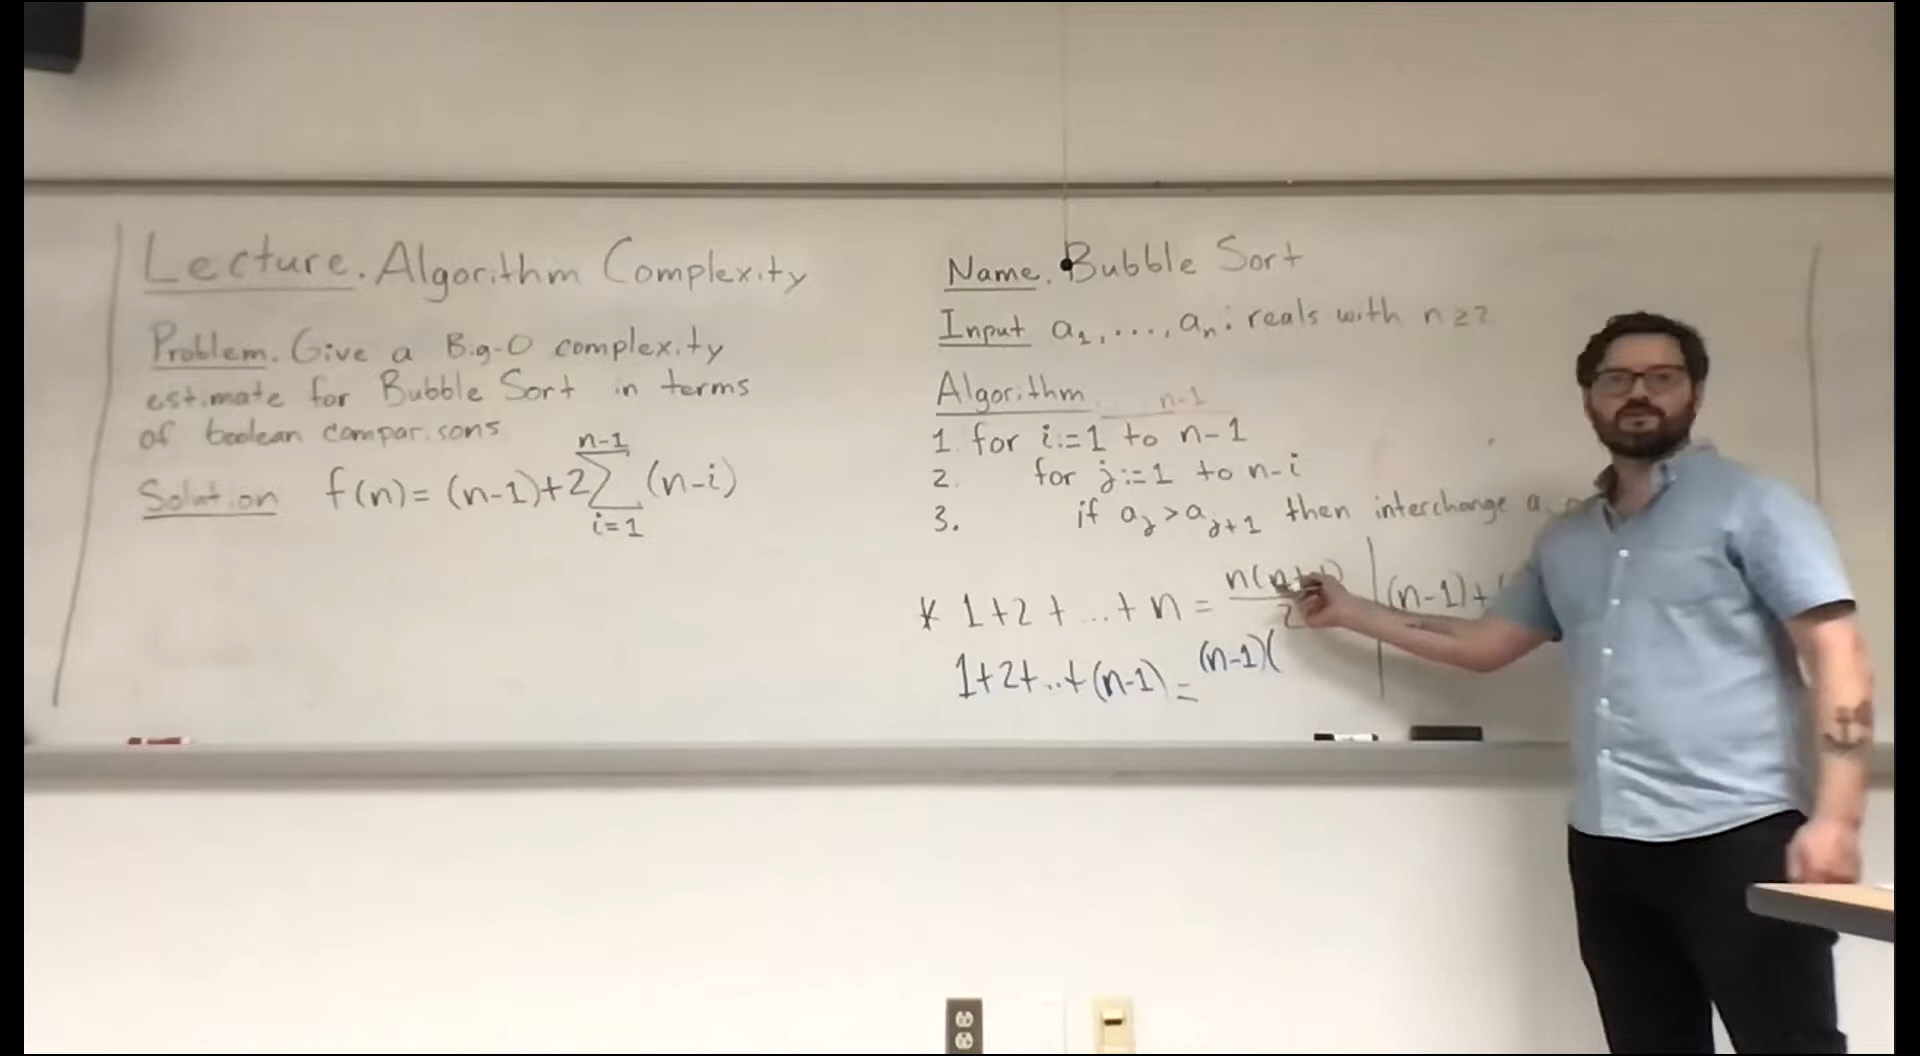 Lecture. Algorithm Complexity
Problem. Give a Big-O complexity
estimate for Bubble Sort in terms
of boolean comparisons
Solution f(n) = (n-1)+2∑(n-i)
n-1
i=1
Name. Bubble Sort
Input a₁, ..., aₙ: reals with n≥2
Algorithm
n-1
1. for i:=1 to n-1
2. for j:=1 to n-i
3. if aⱼ > aⱼ₊₁ then interchange a
* 1+2+...+n = n(n+1)
2
(n-1)+
1+2+..+(n-1) = (n-1)(